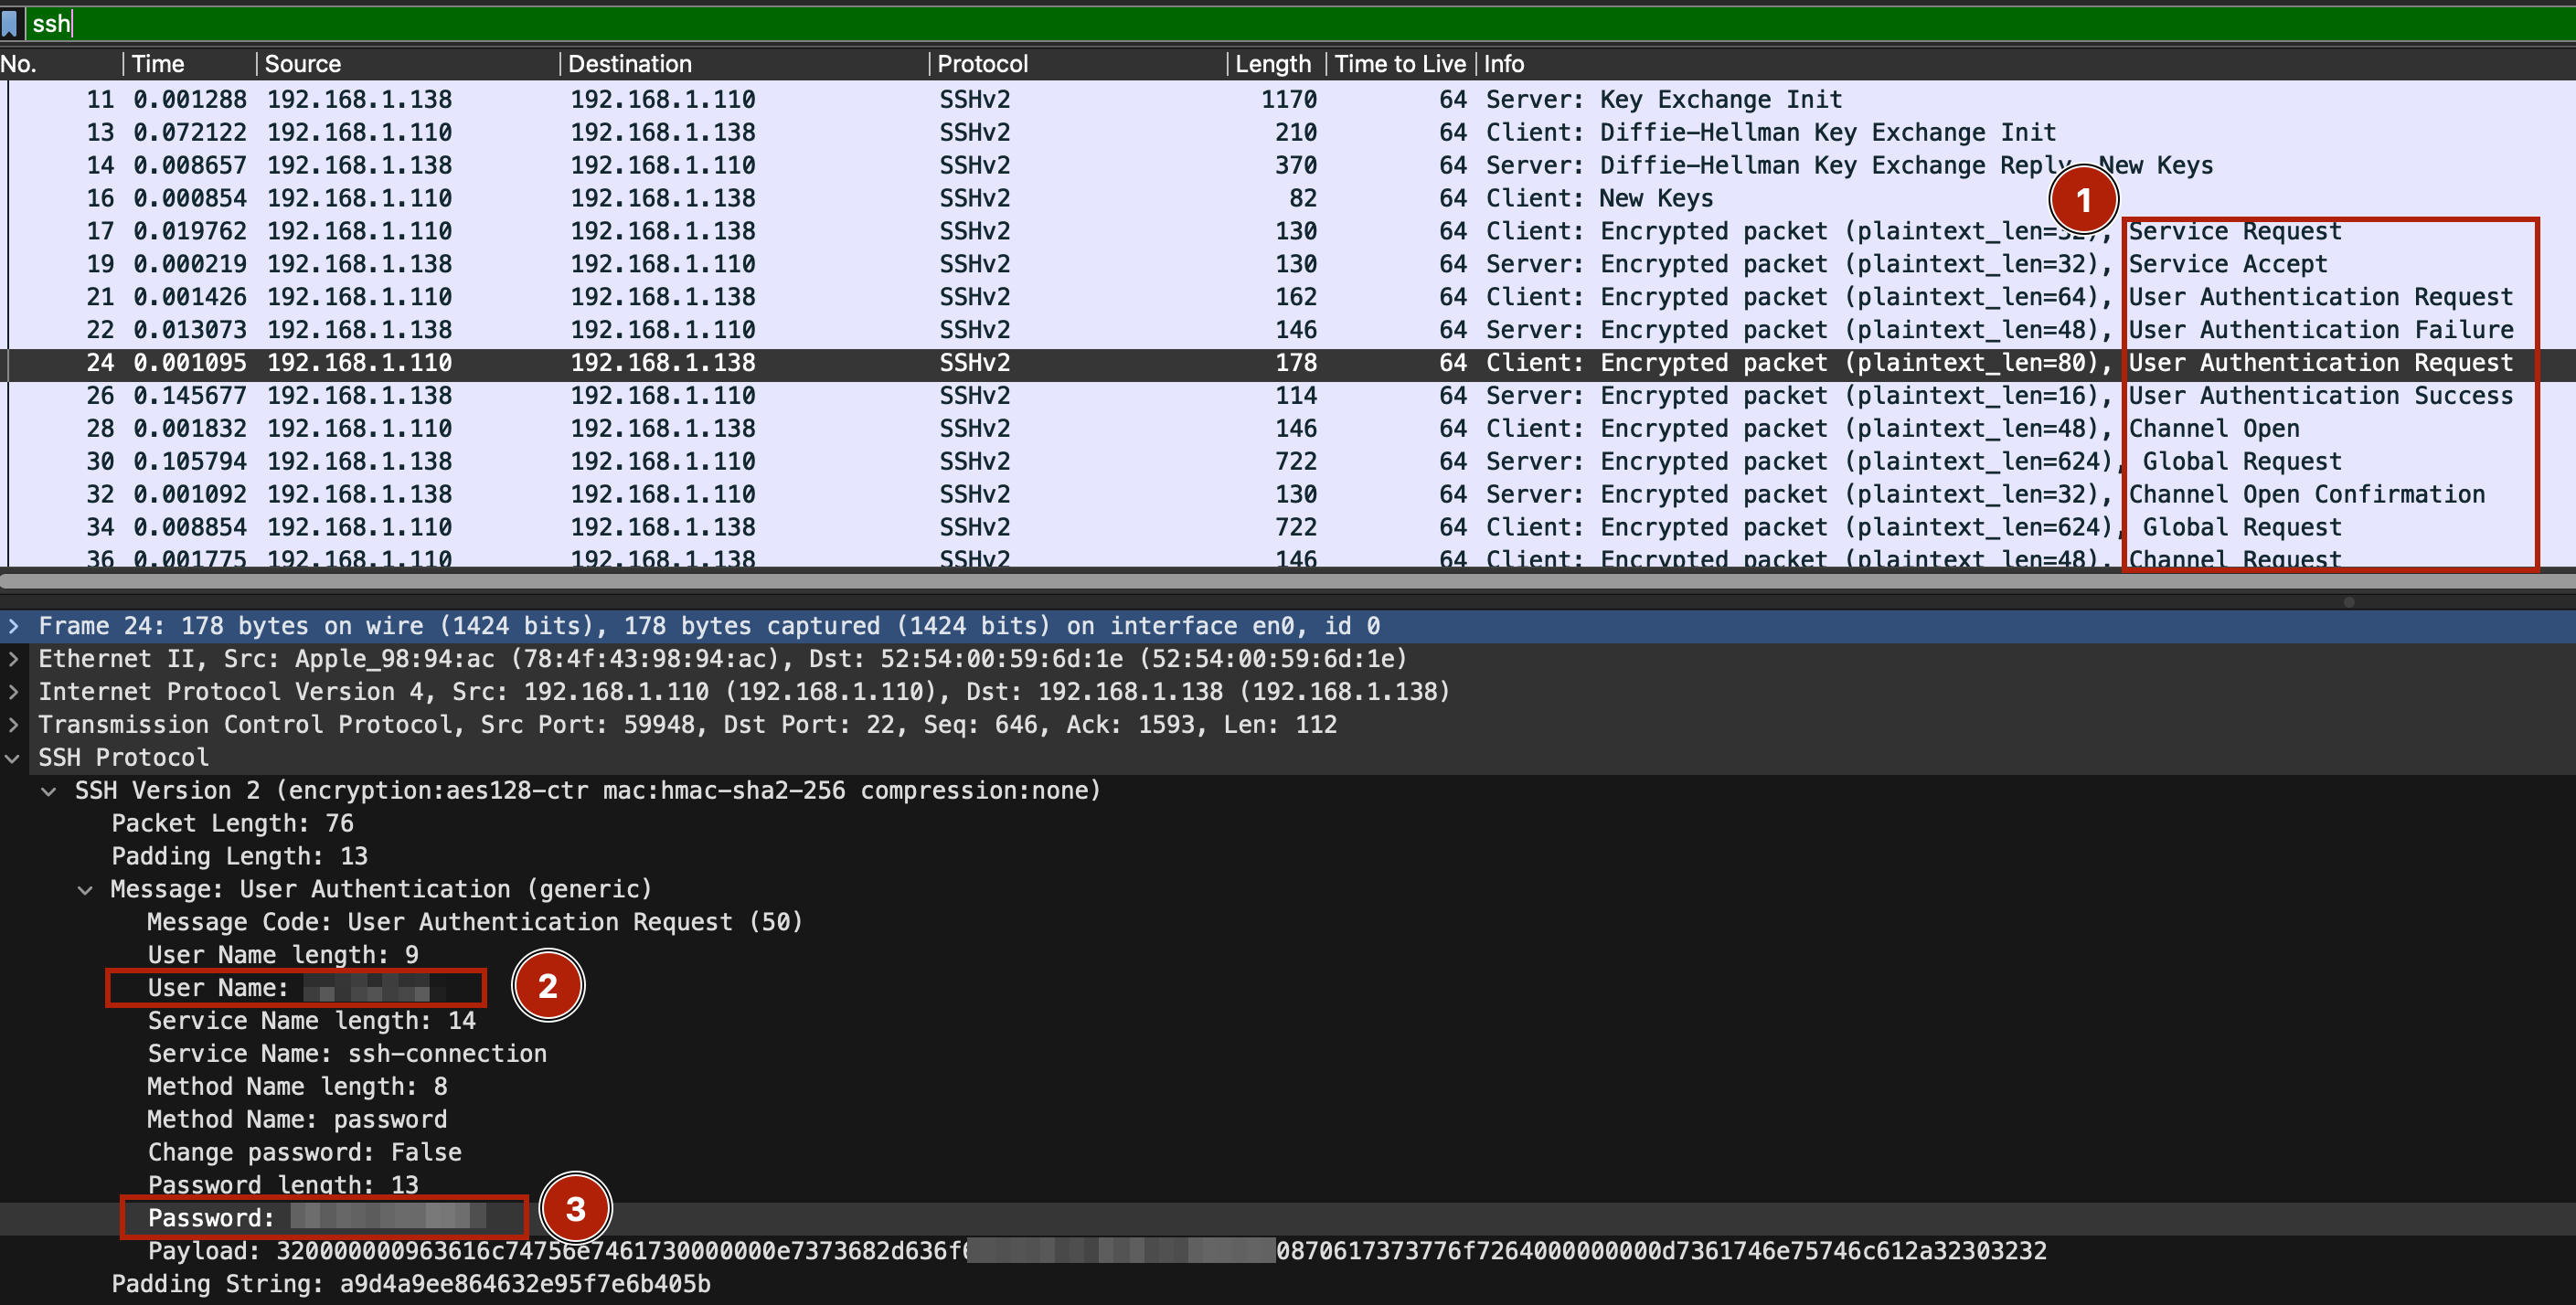 ssh
No. Time Source Destination Protocol Length Time to Live Info
11 0.001288 192.168.1.138 192.168.1.110 SSHv2 1170 64 Server: Key Exchange Init
13 0.072122 192.168.1.110 192.168.1.138 SSHv2 210 64 Client: Diffie-Hellman Key Exchange Init
14 0.008657 192.168.1.138 192.168.1.110 SSHv2 370 64 Server: Diffie-Hellman Key Exchange Reply, New Keys
16 0.000854 192.168.1.110 192.168.1.138 SSHv2 82 64 Client: New Keys
1
17 0.019762 192.168.1.110 192.168.1.138 SSHv2 130 64 Client: Encrypted packet (plaintext_len=32), Service Request
19 0.000219 192.168.1.138 192.168.1.110 SSHv2 130 64 Server: Encrypted packet (plaintext_len=32), Service Accept
21 0.001426 192.168.1.110 192.168.1.138 SSHv2 162 64 Client: Encrypted packet (plaintext_len=64), User Authentication Request
22 0.013073 192.168.1.138 192.168.1.110 SSHv2 146 64 Server: Encrypted packet (plaintext_len=48), User Authentication Failure
24 0.001095 192.168.1.110 192.168.1.138 SSHv2 178 64 Client: Encrypted packet (plaintext_len=80), User Authentication Request
26 0.145677 192.168.1.138 192.168.1.110 SSHv2 114 64 Server: Encrypted packet (plaintext_len=16), User Authentication Success
28 0.001832 192.168.1.110 192.168.1.138 SSHv2 146 64 Client: Encrypted packet (plaintext_len=48), Channel Open
30 0.105794 192.168.1.138 192.168.1.110 SSHv2 722 64 Server: Encrypted packet (plaintext_len=624), Global Request
32 0.001092 192.168.1.138 192.168.1.110 SSHv2 130 64 Server: Encrypted packet (plaintext_len=32), Channel Open Confirmation
34 0.008854 192.168.1.110 192.168.1.138 SSHv2 722 64 Client: Encrypted packet (plaintext_len=624), Global Request
36 0.001775 192.168.1.110 192.168.1.138 SSHv2 146 64 Client: Encrypted packet (plaintext_len=48), Channel Request
Frame 24: 178 bytes on wire (1424 bits), 178 bytes captured (1424 bits) on interface en0, id 0
Ethernet II, Src: Apple_98:94:ac (78:4f:43:98:94:ac), Dst: 52:54:00:59:6d:1e (52:54:00:59:6d:1e)
Internet Protocol Version 4, Src: 192.168.1.110 (192.168.1.110), Dst: 192.168.1.138 (192.168.1.138)
Transmission Control Protocol, Src Port: 59948, Dst Port: 22, Seq: 646, Ack: 1593, Len: 112
SSH Protocol
SSH Version 2 (encryption:aes128-ctr mac:hmac-sha2-256 compression:none)
Packet Length: 76
Padding Length: 13
Message: User Authentication (generic)
Message Code: User Authentication Request (50)
User Name length: 9
User Name:
2
Service Name length: 14
Service Name: ssh-connection
Method Name length: 8
Method Name: password
Change password: False
Password length: 13
Password:
3
Payload: 320000000963616c74756e7461730000000e7373682d636f6 0870617373776f7264000000000d7361746e75746c612a32303232
Padding String: a9d4a9ee864632e95f7e6b405b